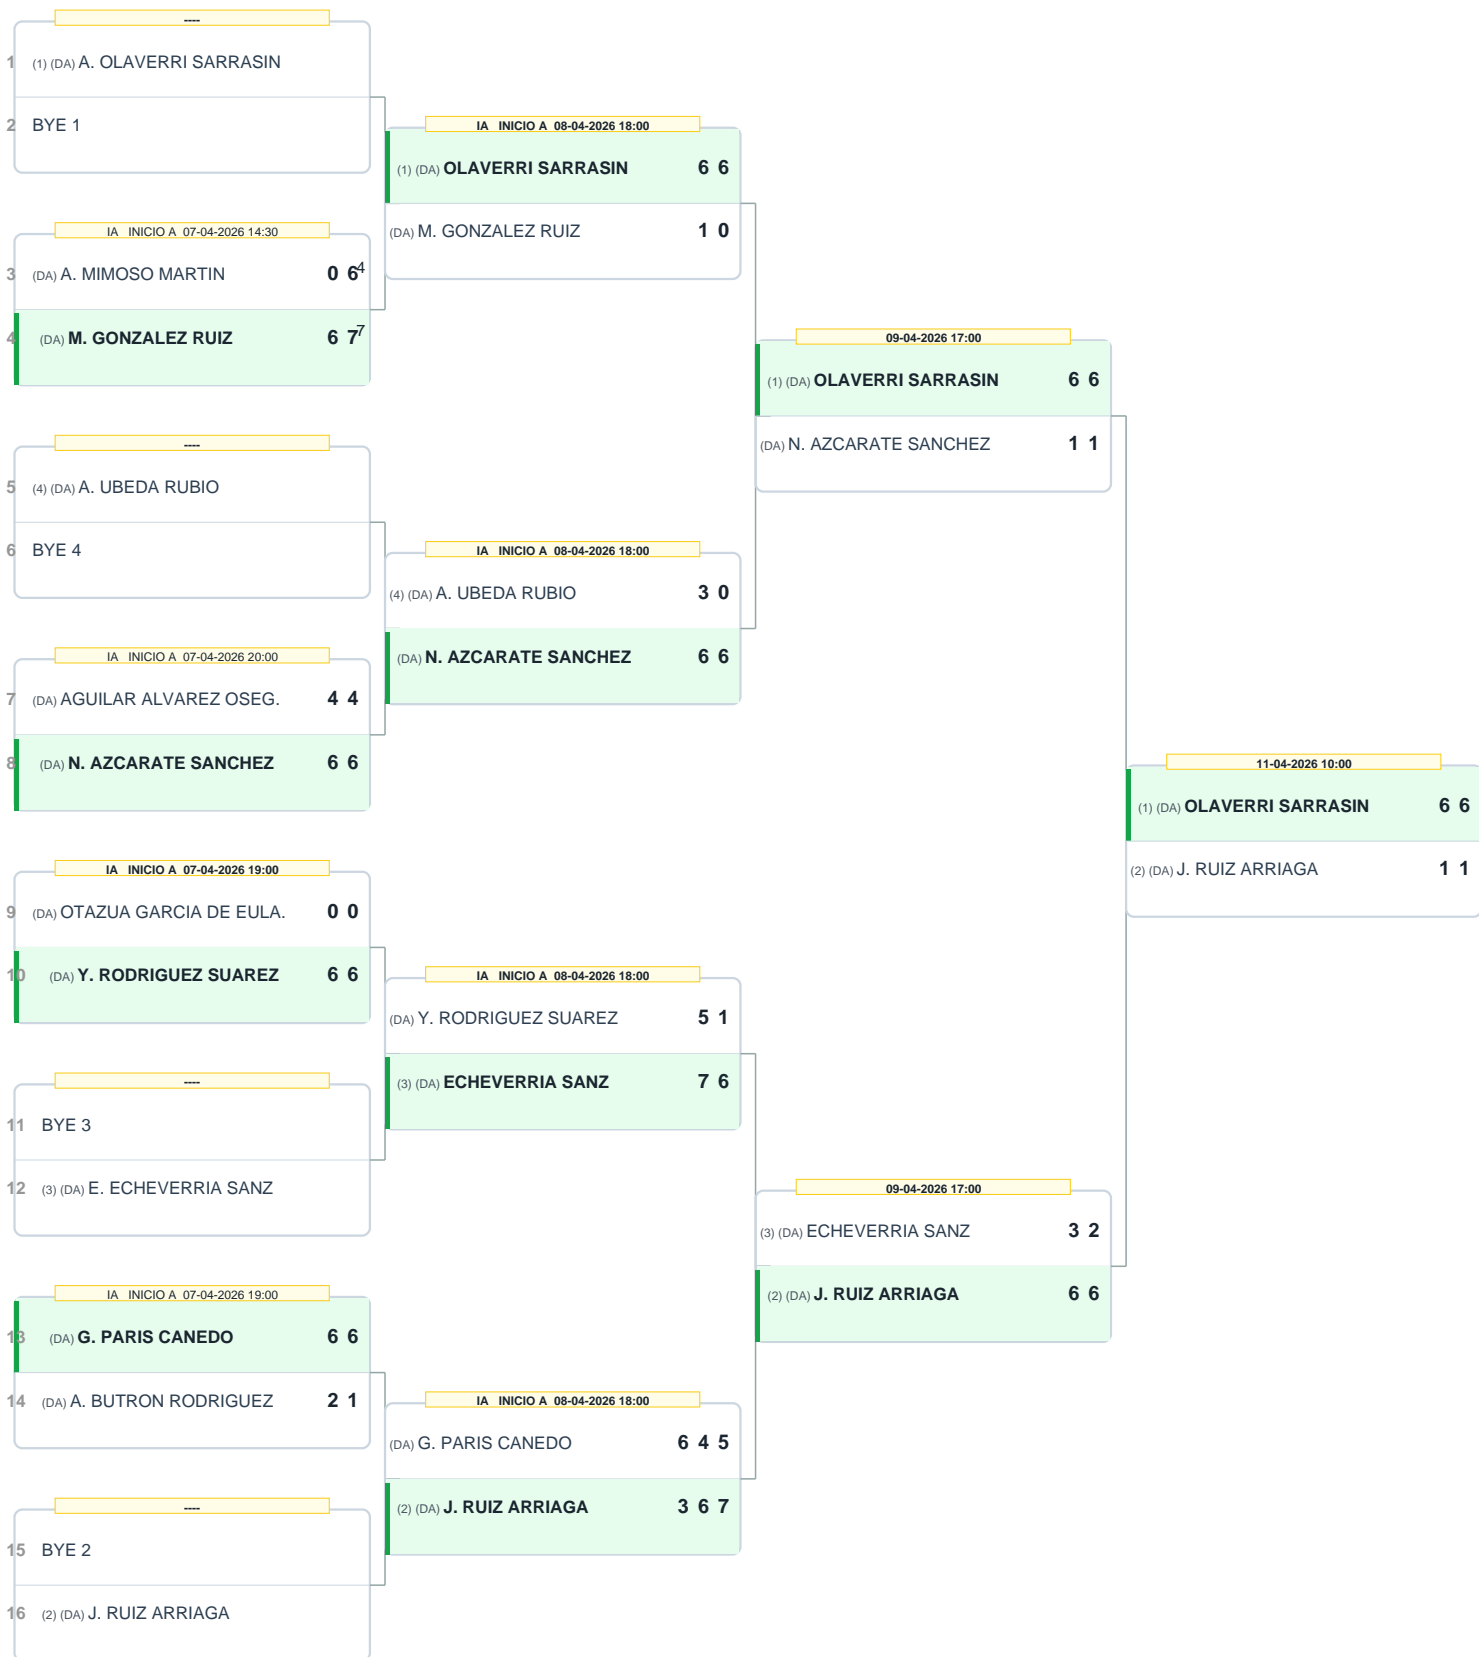 ----
1 (1) (DA) A. OLAVERRI SARRASIN
2 BYE 1
IA INICIO A 07-04-2026 14:30
3 (DA) A. MIMOSO MARTIN 0 6 4
4 (DA) M. GONZALEZ RUIZ 6 7 7
----
5 (4) (DA) A. UBEDA RUBIO
6 BYE 4
IA INICIO A 07-04-2026 20:00
7 (DA) AGUILAR ALVAREZ OSEG. 4 4
8 (DA) N. AZCARATE SANCHEZ 6 6
IA INICIO A 07-04-2026 19:00
9 (DA) OTAZUA GARCIA DE EULA. 0 0
10 (DA) Y. RODRIGUEZ SUAREZ 6 6
----
11 BYE 3
12 (3) (DA) E. ECHEVERRIA SANZ
IA INICIO A 07-04-2026 19:00
13 (DA) G. PARIS CANEDO 6 6
14 (DA) A. BUTRON RODRIGUEZ 2 1
----
15 BYE 2
16 (2) (DA) J. RUIZ ARRIAGA
IA INICIO A 08-04-2026 18:00
(1) (DA) OLAVERRI SARRASIN 6 6
(DA) M. GONZALEZ RUIZ 1 0
IA INICIO A 08-04-2026 18:00
(4) (DA) A. UBEDA RUBIO 3 0
(DA) N. AZCARATE SANCHEZ 6 6
IA INICIO A 08-04-2026 18:00
(DA) Y. RODRIGUEZ SUAREZ 5 1
(3) (DA) ECHEVERRIA SANZ 7 6
IA INICIO A 08-04-2026 18:00
(DA) G. PARIS CANEDO 6 4 5
(2) (DA) J. RUIZ ARRIAGA 3 6 7
09-04-2026 17:00
(1) (DA) OLAVERRI SARRASIN 6 6
(DA) N. AZCARATE SANCHEZ 1 1
09-04-2026 17:00
(3) (DA) ECHEVERRIA SANZ 3 2
(2) (DA) J. RUIZ ARRIAGA 6 6
11-04-2026 10:00
(1) (DA) OLAVERRI SARRASIN 6 6
(2) (DA) J. RUIZ ARRIAGA 1 1